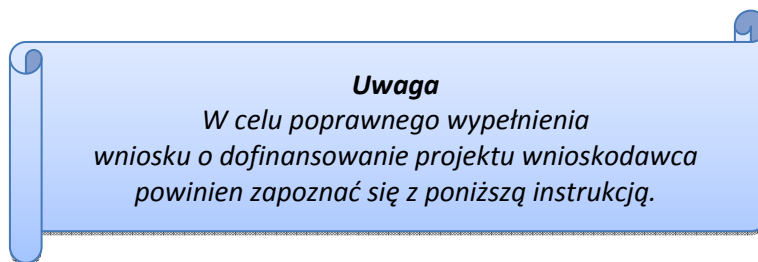 Uwaga
W celu poprawnego wypełnienia
wniosku o dofinansowanie projektu wnioskodawca
powinien zapoznać się z poniższą instrukcją.